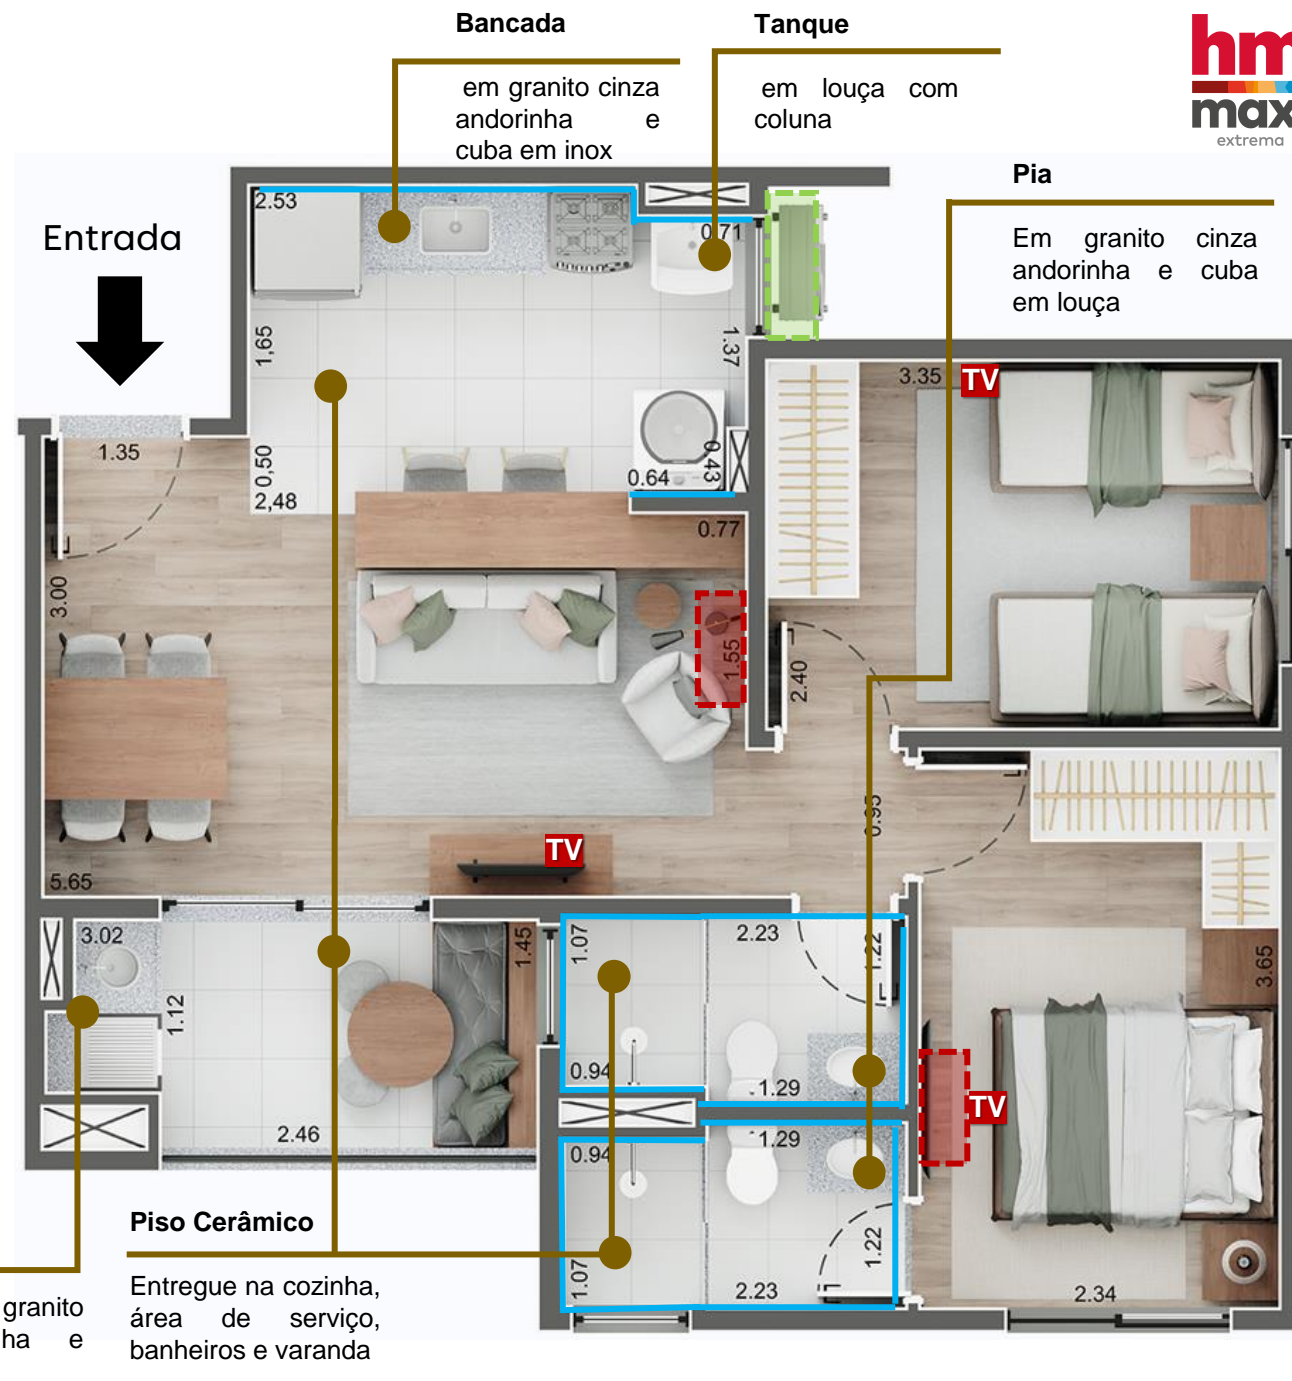 Bancada
em granito cinza
andorinha e
cuba em inox
Tanque
em louça com
coluna
hm
max
extrema
Pia
Em granito cinza
andorinha e cuba
em louça
Entrada
2.53
0.71
1,65
1.37
3.35
TV
1.35
0,50
2,48
0.64
0.43
0.77
3.00
1.55
2.40
0.95
TV
5.65
3.02
1.12
1.45
2.46
1.07
2.23
1.22
0.94
1.29
3.65
TV
0.94
1.29
1.07
2.23
1.22
2.34
Piso Cerâmico
Entregue na cozinha,
área de serviço,
banheiros e varanda
granito
ha e